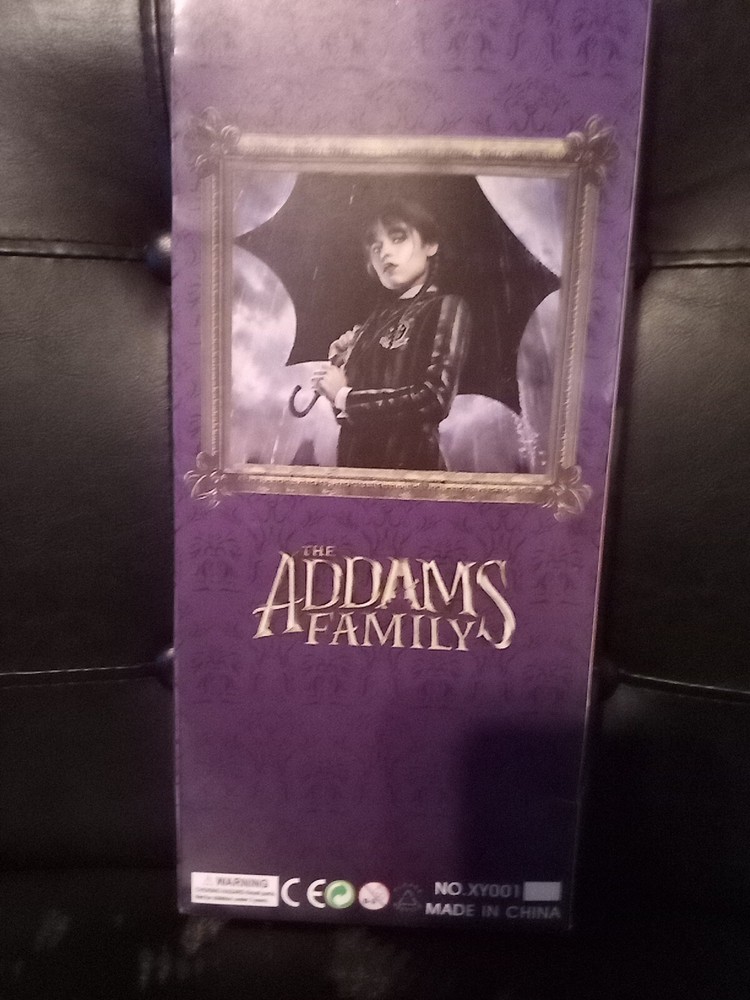 THE
ADDAMS
FAMILY
WARNING
CE
NO.XY001
MADE IN CHINA